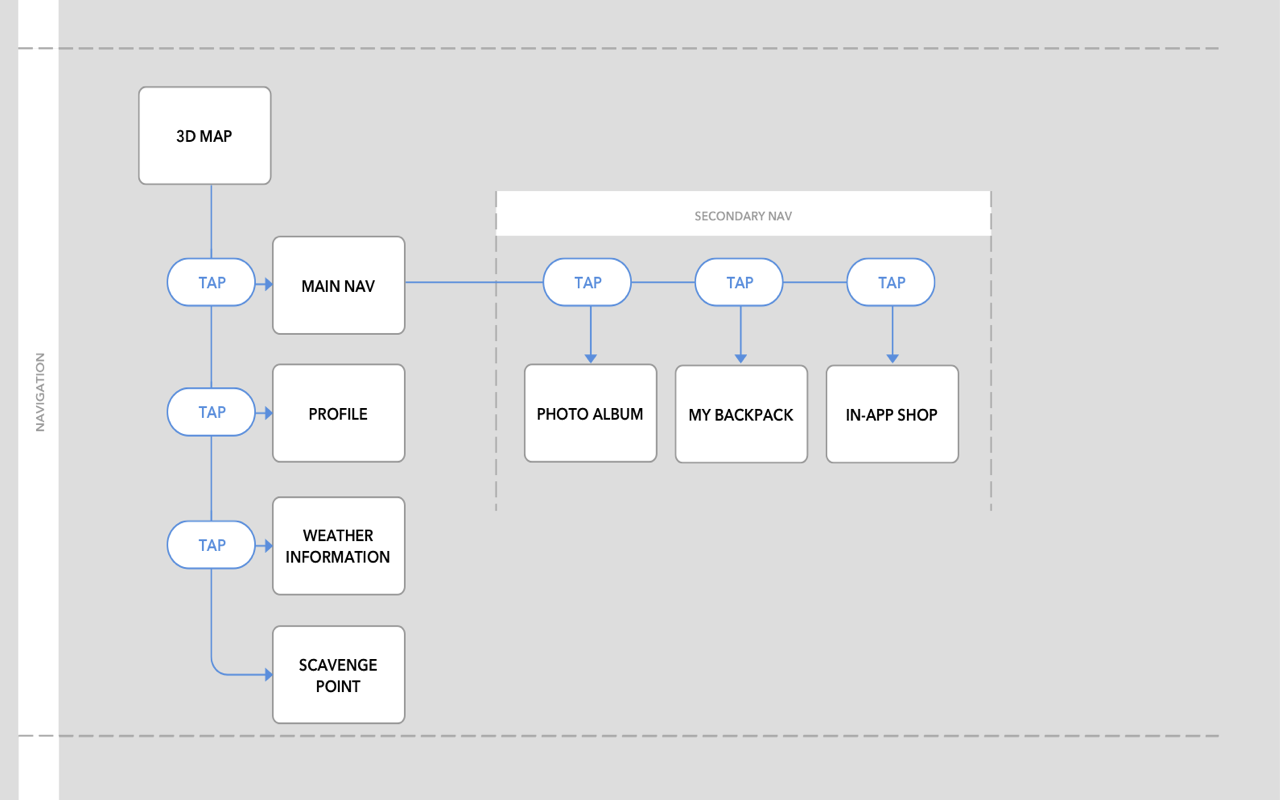 3D MAP
SECONDARY NAV
TAP
MAIN NAV
TAP
TAP
TAP
NAVIGATION
TAP
PROFILE
PHOTO ALBUM
MY BACKPACK
IN-APP SHOP
TAP
WEATHER
INFORMATION
SCAVENGE
POINT